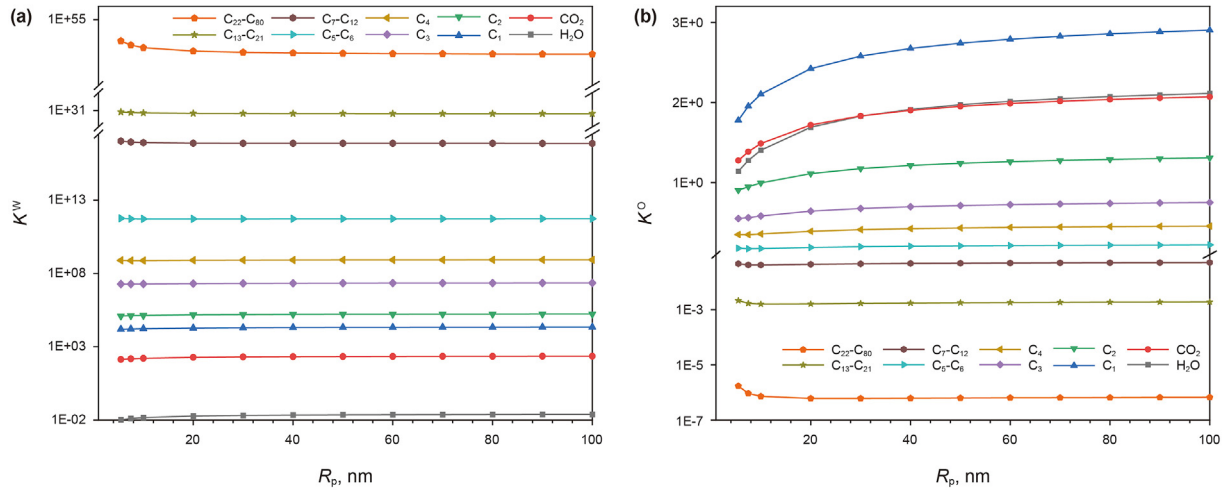 (a)
1E+55
C₂₂–C₈₀ C₇–C₁₂ C₄ C₂ CO₂
C₁₃–C₂₁ C₅–C₆ C₃ C₁ H₂O
1E+31
1E+13
1E+08
1E+03
1E-02
Kᵂ
20 40 60 80 100
Rₚ, nm
(b)
3E+0
2E+0
1E+0
1E-3
1E-5
1E-7
Kᴼ
C₂₂–C₈₀ C₇–C₁₂ C₄ C₂ CO₂
C₁₃–C₂₁ C₅–C₆ C₃ C₁ H₂O
20 40 60 80 100
Rₚ, nm